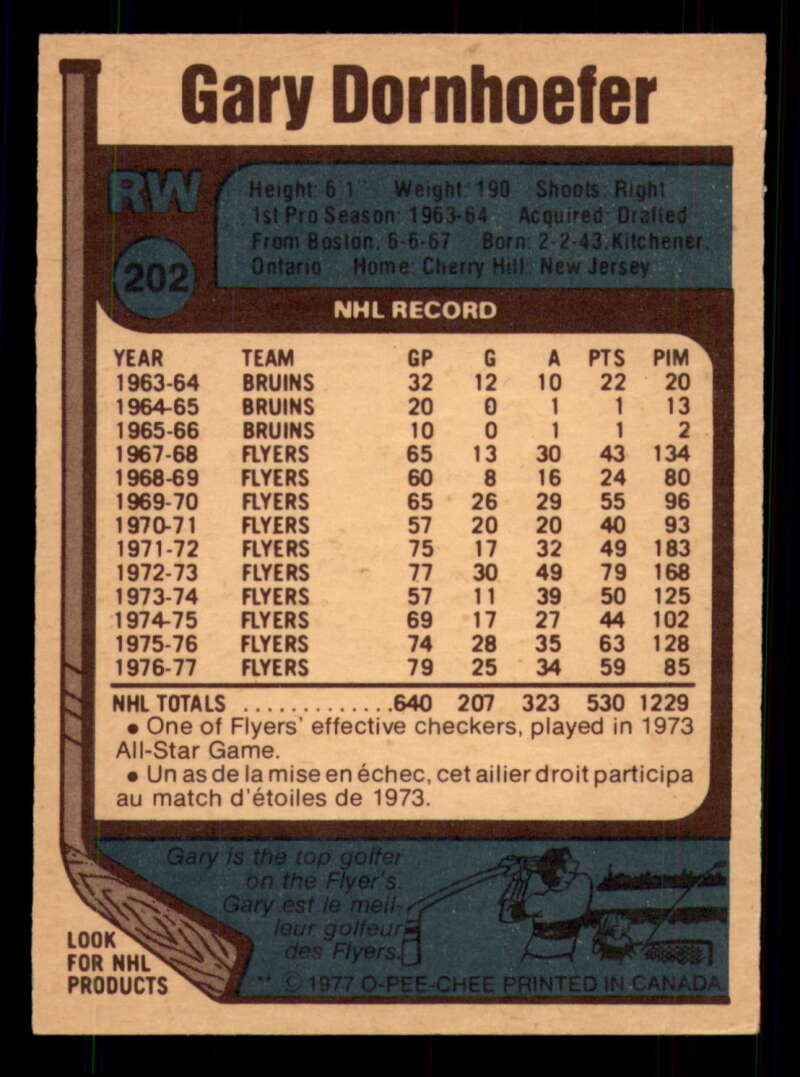 Gary Dornhoefer
RW
Height: 6'1" Weight: 190 Shoots: Right
1st Pro Season: 1963-64 Acquired: Drafted
From Boston, 6-6-67 Born: 2-2-43, Kitchener,
Ontario Home: Cherry Hill, New Jersey
202
NHL RECORD
YEAR TEAM GP G A PTS PIM
1963-64 BRUINS 32 12 10 22 20
1964-65 BRUINS 20 0 1 1 13
1965-66 BRUINS 10 0 1 1 2
1967-68 FLYERS 65 13 30 43 134
1968-69 FLYERS 60 8 16 24 80
1969-70 FLYERS 65 26 29 55 96
1970-71 FLYERS 57 20 20 40 93
1971-72 FLYERS 75 17 32 49 183
1972-73 FLYERS 77 30 49 79 168
1973-74 FLYERS 57 11 39 50 125
1974-75 FLYERS 69 17 27 44 102
1975-76 FLYERS 74 28 35 63 128
1976-77 FLYERS 79 25 34 59 85
NHL TOTALS .............640 207 323 530 1229
• One of Flyers' effective checkers, played in 1973
All-Star Game.
• Un as de la mise en échec, cet ailier droit participa
au match d'étoiles de 1973.
Gary is the top golfer
on the Flyer's.
Gary est le meil-
leur golfeur
des Flyers.
LOOK
FOR NHL
PRODUCTS
** © 1977 O-PEE-CHEE PRINTED IN CANADA